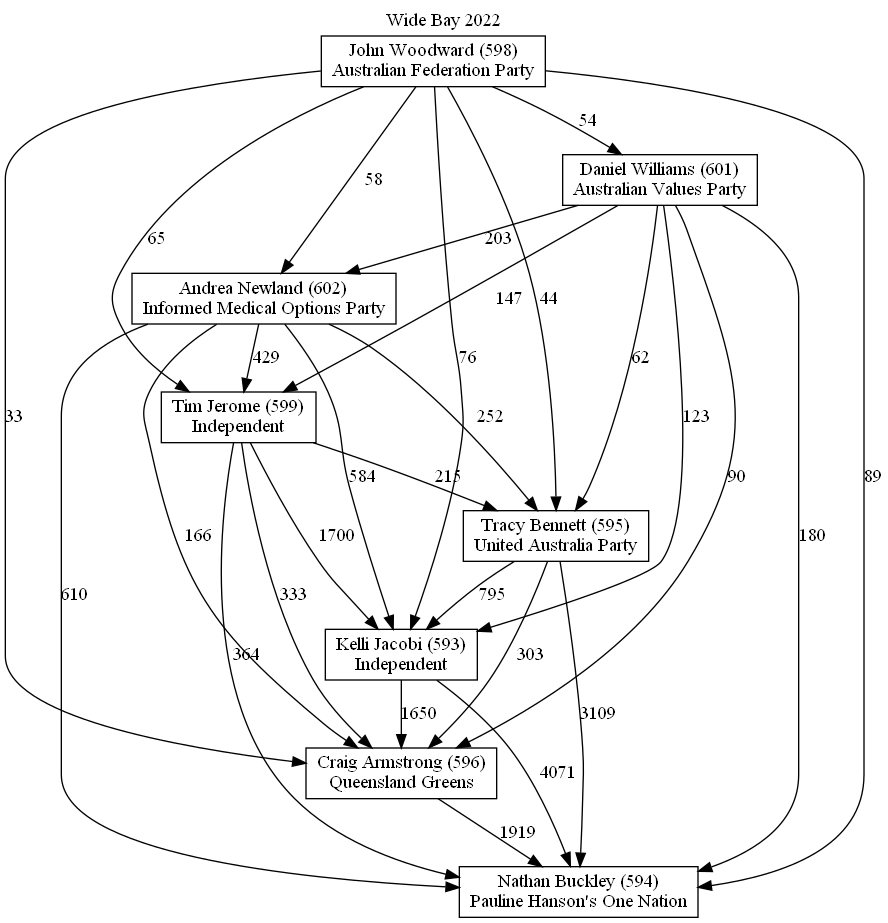 Wide Bay 2022
John Woodward (598)
Australian Federation Party
54
Daniel Williams (601)
Australian Values Party
58
65
203
Andrea Newland (602)
Informed Medical Options Party
147
44
429
76
62
Tim Jerome (599)
Independent
33
252
123
584
215
90
89
Tracy Bennett (595)
United Australia Party
166
1700
180
610
333
795
Kelli Jacobi (593)
Independent
364
303
1650
3109
Craig Armstrong (596)
Queensland Greens
4071
1919
Nathan Buckley (594)
Pauline Hanson's One Nation